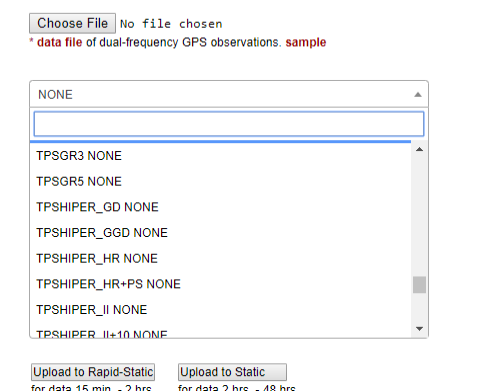 Choose File No file chosen
* data file of dual-frequency GPS observations. sample
NONE
TPSGR3 NONE
TPSGR5 NONE
TPSHIPER_GD NONE
TPSHIPER_GGD NONE
TPSHIPER_HR NONE
TPSHIPER_HR+PS NONE
TPSHIPER_II NONE
TPSHIPER_II+10 NONE
Upload to Rapid-Static Upload to Static
for data 15 min. - 2 hrs. for data 2 hrs. - 48 hrs.